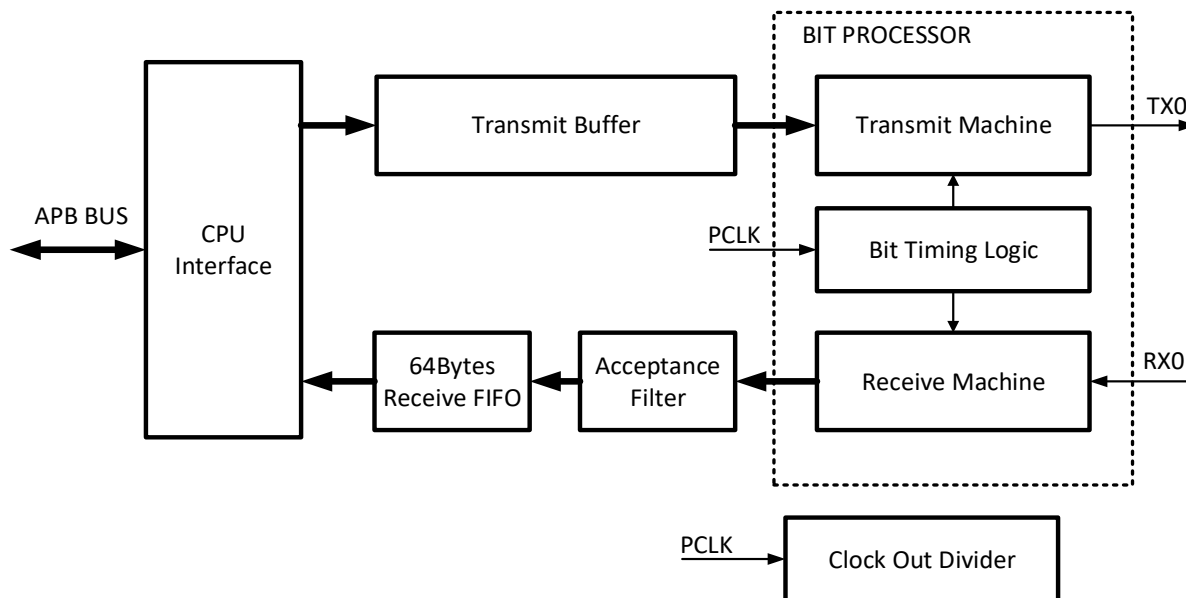 BIT PROCESSOR
Transmit Buffer
Transmit Machine
TX0
APB BUS
CPU
Interface
PCLK
Bit Timing Logic
64Bytes
Receive FIFO
Acceptance
Filter
Receive Machine
RX0
PCLK
Clock Out Divider